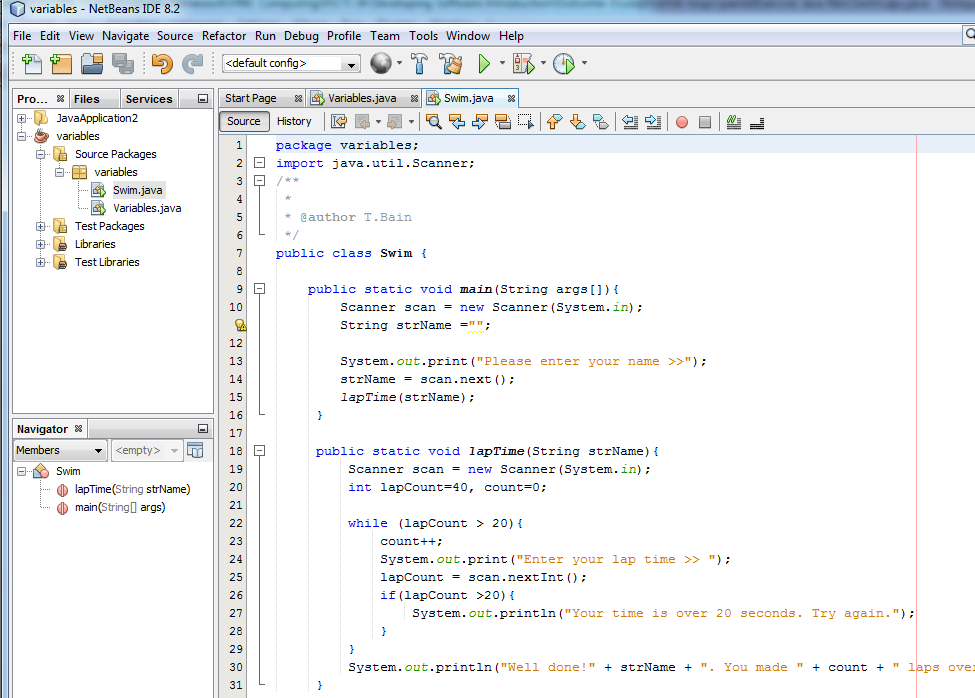 variables - NetBeans IDE 8.2
File Edit View Navigate Source Refactor Run Debug Profile Team Tools Window Help
<default config>
Pro... Files Services
JavaApplication2
variables
Source Packages
variables
Swim.java
Variables.java
Test Packages
Libraries
Test Libraries
Navigator
Members <empty>
Swim
lapTime(String strName)
main(String[] args)
Start Page Variables.java Swim.java
Source History
1 package variables;
2 import java.util.Scanner;
3 /**
4 *
5 * @author T.Bain
6 */
7 public class Swim {
8
9 public static void main(String args[]){
10 Scanner scan = new Scanner(System.in);
String strName ="";
12
13 System.out.print("Please enter your name >>");
14 strName = scan.next();
15 lapTime(strName);
16 }
17
18 public static void lapTime(String strName){
19 Scanner scan = new Scanner(System.in);
20 int lapCount=40, count=0;
21
22 while (lapCount > 20){
23 count++;
24 System.out.print("Enter your lap time >> ");
25 lapCount = scan.nextInt();
26 if(lapCount >20){
27 System.out.println("Your time is over 20 seconds. Try again.");
28 }
29 }
30 System.out.println("Well done!" + strName + ". You made " + count + " laps over
31 }